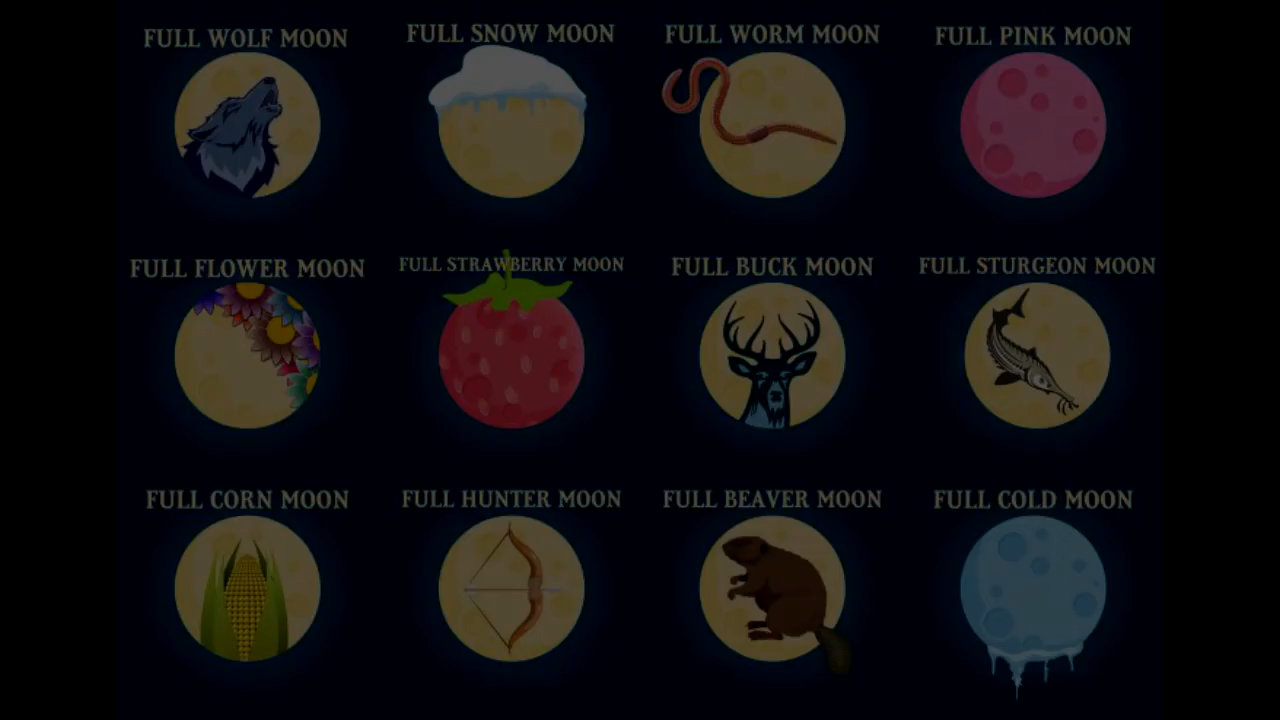 FULL WOLF MOON
FULL SNOW MOON
FULL WORM MOON
FULL PINK MOON
FULL FLOWER MOON
FULL STRAWBERRY MOON
FULL BUCK MOON
FULL STURGEON MOON
FULL CORN MOON
FULL HUNTER MOON
FULL BEAVER MOON
FULL COLD MOON